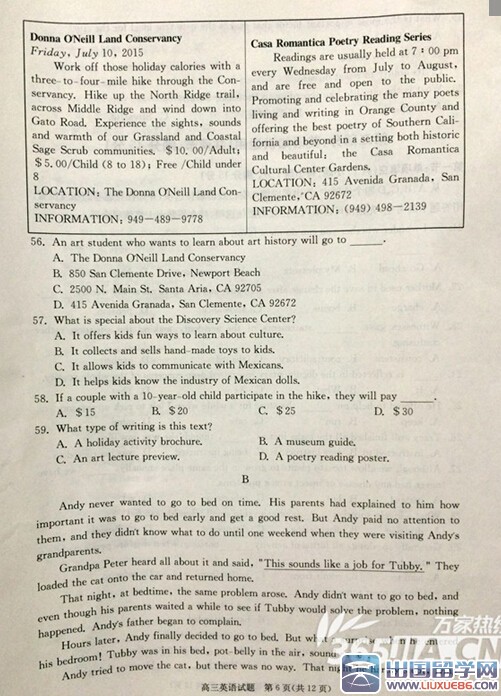 Donna O'Neill Land Conservancy
Friday, July 10, 2015
Work off those holiday calories with a
three-to-four-mile hike through the Con-
servancy. Hike up the North Ridge trail,
across Middle Ridge and wind down into
Gato Road. Experience the sights, sounds
and warmth of our Grassland and Coastal
Sage Scrub communities. $10.00/Adult;
$5.00/Child (8 to 18); Free /Child under
8
LOCATION: The Donna O'Neill Land Con-
servancy
INFORMATION: 949-489-9778
Casa Romantica Poetry Reading Series
Readings are usually held at 7:00 pm
every Wednesday from July to August,
and are free and open to the public.
Promoting and celebrating the many poets
living and writing in Orange County and
offering the best poetry of Southern Cali-
fornia and beyond in a setting both historic
and beautiful: the Casa Romantica
Cultural Center Gardens.
LOCATION: 415 Avenida Granada, San
Clemente, CA 92672
INFORMATION: (949) 498-2139
56. An art student who wants to learn about art history will go to ______.
A. The Donna O'Neill Land Conservancy
B. 850 San Clemente Drive, Newport Beach
C. 2500 N. Main St. Santa Aria, CA 92705
D. 415 Avenida Granada, San Clemente, CA 92672
57. What is special about the Discovery Science Center?
A. It offers kids fun ways to learn about culture.
B. It collects and sells hand-made toys to kids.
C. It allows kids to communicate with Mexicans.
D. It helps kids know the industry of Mexican dolls.
58. If a couple with a 10-year-old child participate in the hike, they will pay ______.
A. $15 B. $20 C. $25 D. $30
59. What type of writing is this text?
A. A holiday activity brochure. B. A museum guide.
C. An art lecture preview. D. A poetry reading poster.
B
Andy never wanted to go to bed on time. His parents had explained to him how
important it was to go to bed early and get a good rest. But Andy paid no attention to
them, and they didn't know what to do until one weekend when they were visiting Andy's
grandparents.
Grandpa Peter heard all about it and said, "This sounds like a job for Tubby." They
loaded the cat onto the car and returned home.
That night, at bedtime, the same problem arose. Andy didn't want to go to bed, and
even though his parents waited a while to see if Tubby would solve the problem, nothing
happened. Andy's father began to complain.
Hours later, Andy finally decided to go to bed. But
his bedroom! Tubby was in his bed, pot-belly in the air, sound
Andy tried to move the cat, but there was no way. That night he
高三英语试题 第6页(共12页)
万家热线
365JIA.CN
出国留学网
www.LIUXUE86.com